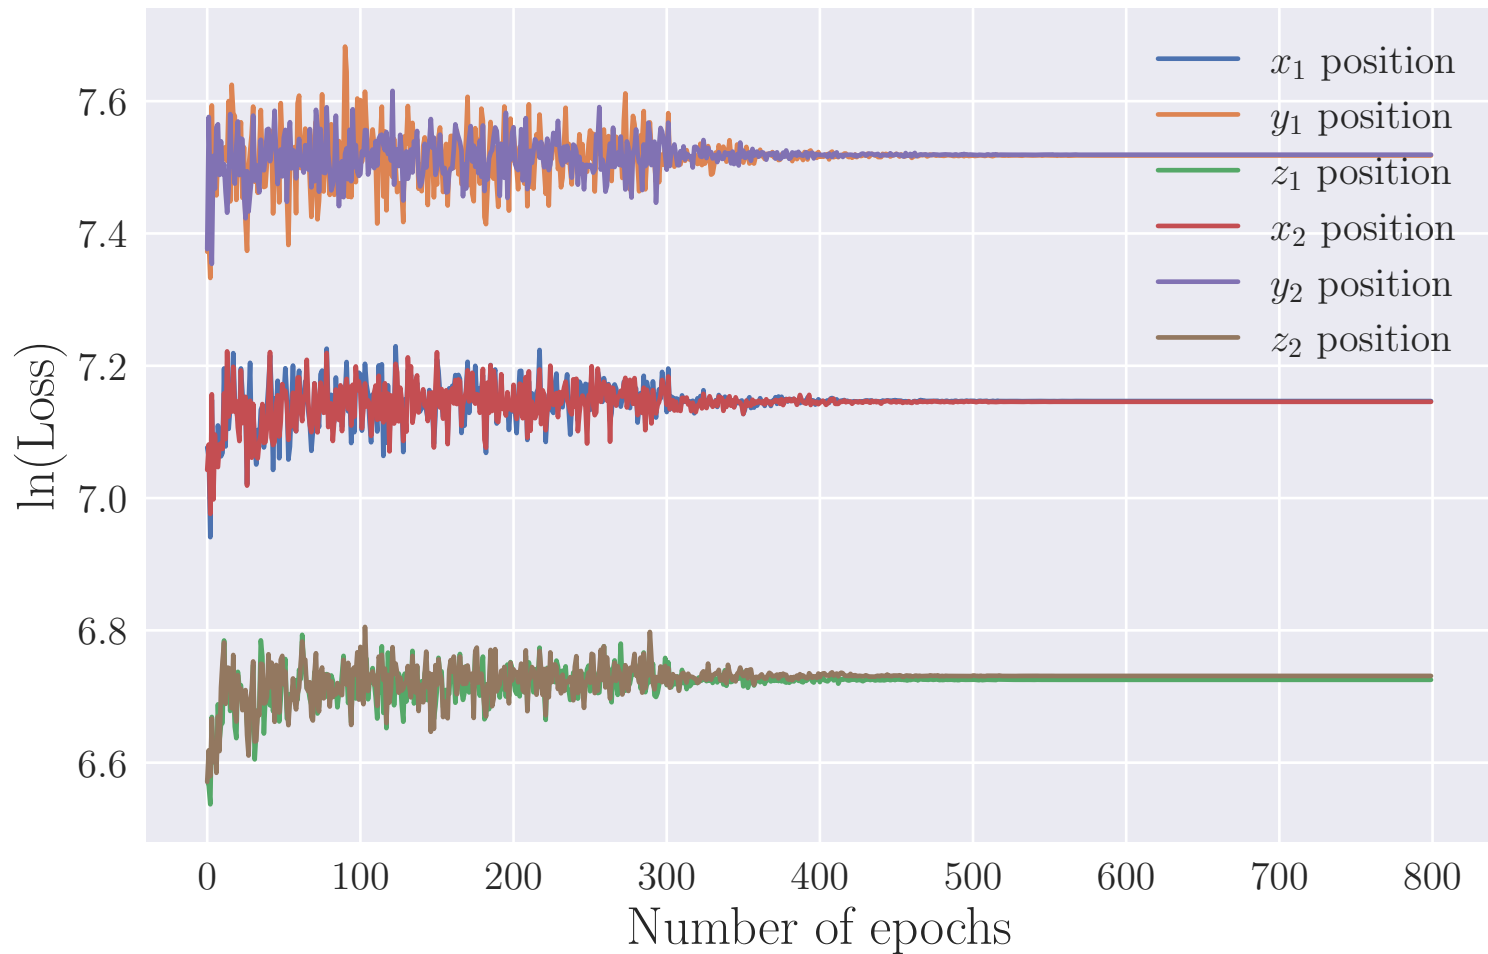 ln(Loss)
7.6
7.4
7.2
7.0
6.8
6.6
x₁ position
y₁ position
z₁ position
x₂ position
y₂ position
z₂ position
0 100 200 300 400 500 600 700 800
Number of epochs